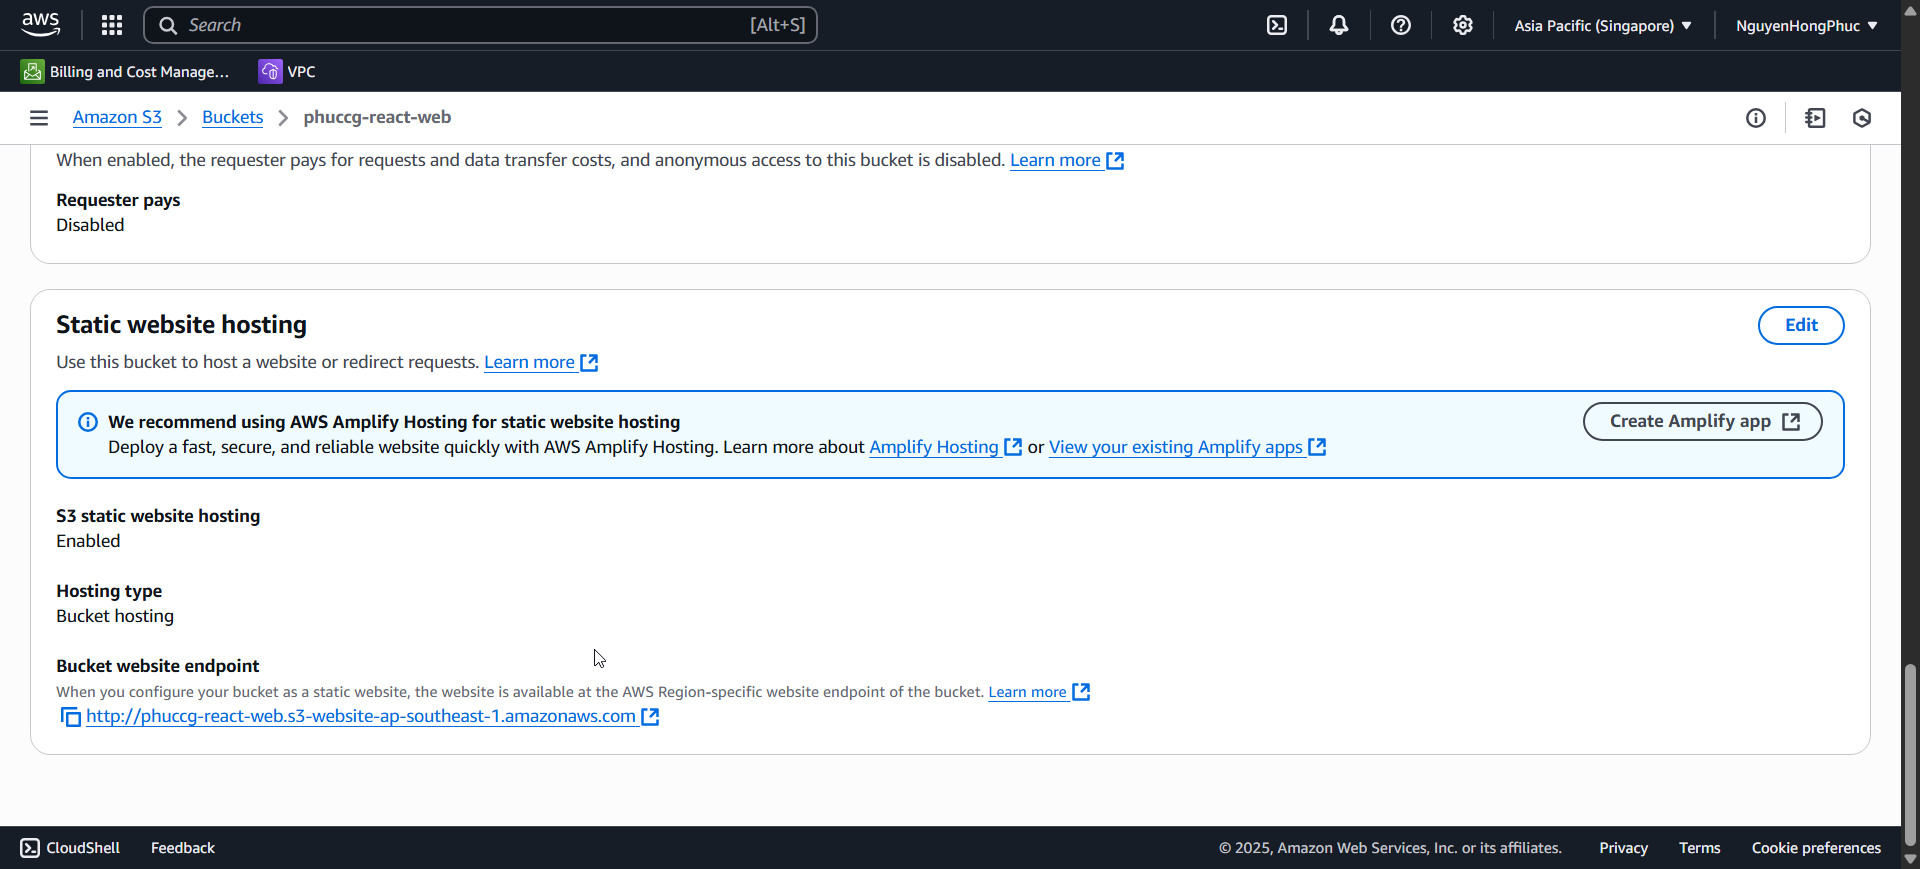 aws
Search [Alt+S]
Asia Pacific (Singapore)
NguyenHongPhuc
Billing and Cost Manage...
VPC
Amazon S3
Buckets
phuccg-react-web
When enabled, the requester pays for requests and data transfer costs, and anonymous access to this bucket is disabled. Learn more
Requester pays
Disabled
Static website hosting
Edit
Use this bucket to host a website or redirect requests. Learn more
We recommend using AWS Amplify Hosting for static website hosting
Create Amplify app
Deploy a fast, secure, and reliable website quickly with AWS Amplify Hosting. Learn more about Amplify Hosting or View your existing Amplify apps
S3 static website hosting
Enabled
Hosting type
Bucket hosting
Bucket website endpoint
When you configure your bucket as a static website, the website is available at the AWS Region-specific website endpoint of the bucket. Learn more
http://phuccg-react-web.s3-website-ap-southeast-1.amazonaws.com
CloudShell
Feedback
© 2025, Amazon Web Services, Inc. or its affiliates.
Privacy
Terms
Cookie preferences